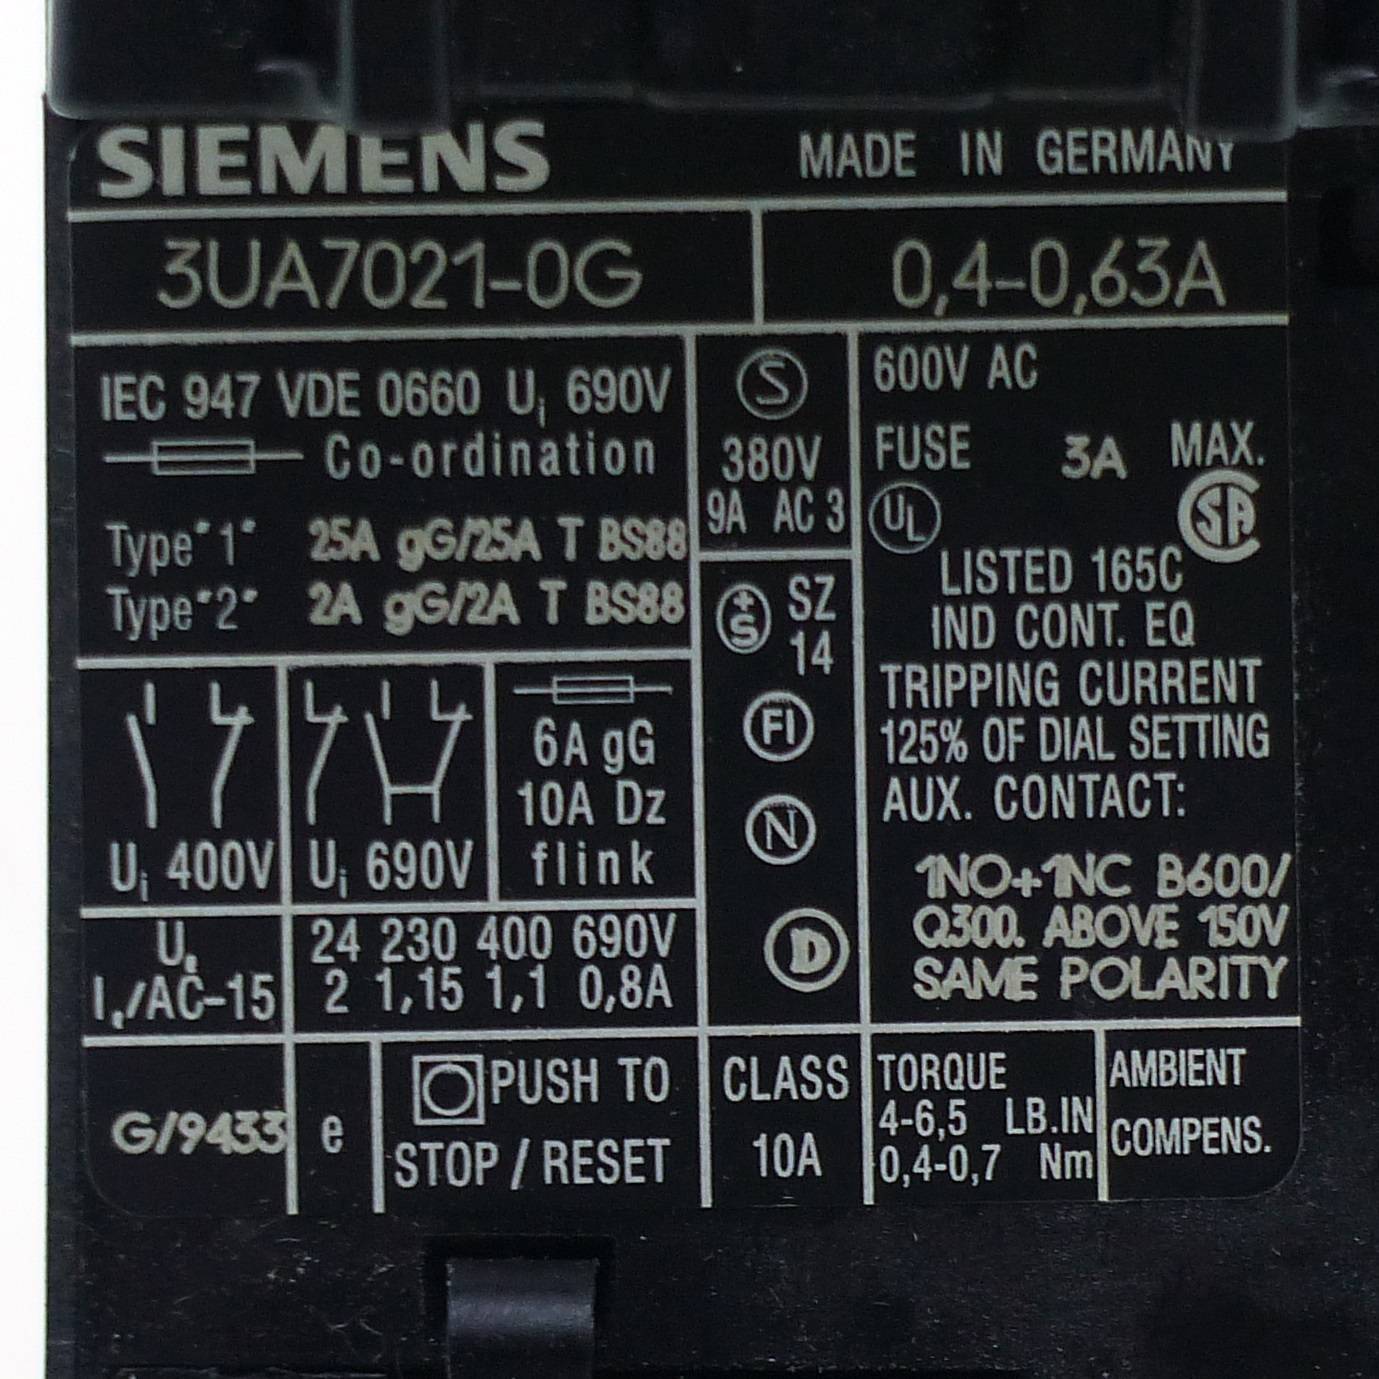 SIEMENS MADE IN GERMANY
3UA7021-0G 0,4-0,63A
IEC 947 VDE 0660 Ui 690V
Co-ordination
Type "1" 25A gG/25A T BS88
Type "2" 2A gG/2A T BS88
Ui 400V
Ui 690V
6A gG
10A Dz
flink
Ue 24 230 400 690V
Ie/AC-15 2 1,15 1,1 0,8A
G/9433
e
PUSH TO
STOP / RESET
S
380V
9A AC 3
+S SZ
14
FI
N
D
CLASS
10A
600V AC
FUSE 3A MAX.
UL SA
LISTED 165C
IND CONT. EQ
TRIPPING CURRENT
125% OF DIAL SETTING
AUX. CONTACT:
1NO+1NC B600/
Q300. ABOVE 150V
SAME POLARITY
TORQUE
4-6,5 LB.IN
0,4-0,7 Nm
AMBIENT
COMPENS.